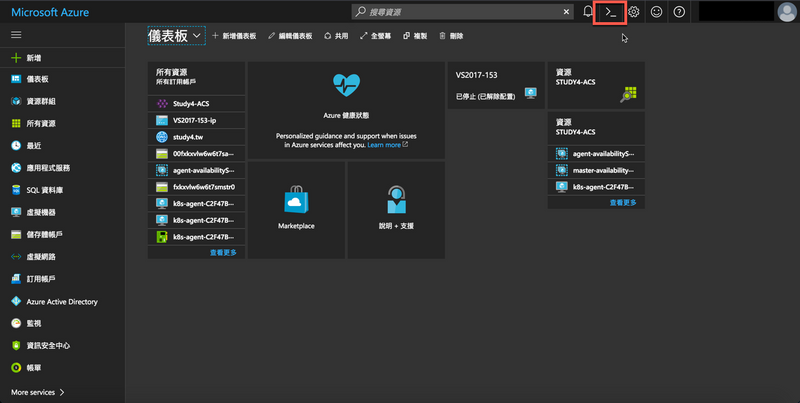 Microsoft Azure
搜尋資源
儀表板
新增儀表板
編輯儀表板
共用
全螢幕
複製
刪除
新增
儀表板
資源群組
所有資源
最近
應用程式服務
SQL 資料庫
虛擬機器
儲存體帳戶
虛擬網路
訂用帳戶
Azure Active Directory
監視
資訊安全中心
帳單
More services
所有資源
所有訂用帳戶
Study4-ACS
VS2017-153-ip
study4.tw
00fxkxvlw6w6t7sa···
agent-availabilityS···
fxkxvlw6w6t7smstr0
k8s-agent-C2F47B···
k8s-agent-C2F47B···
k8s-agent-C2F47B···
查看更多
Azure 健康狀態
Personalized guidance and support when issues
in Azure services affect you. Learn more
Marketplace
說明 + 支援
VS2017-153
已停止 (已解除配置)
資源
STUDY4-ACS
資源
STUDY4-ACS
agent-availabilityS···
master-availability···
k8s-agent-C2F47B···
查看更多